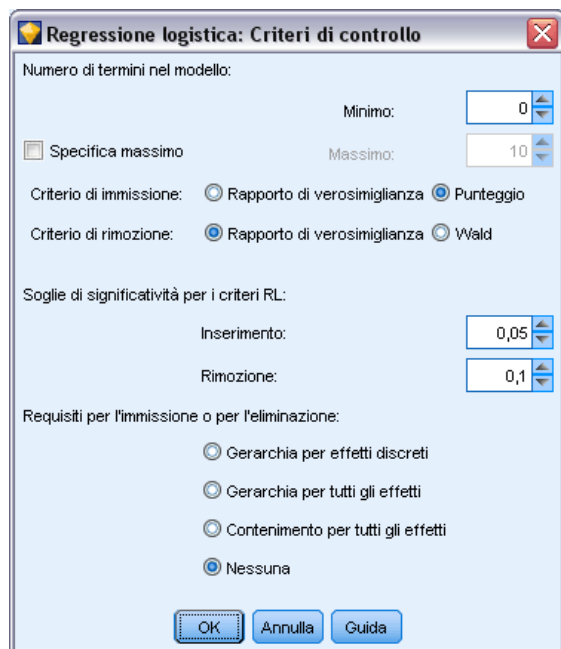 Regressione logistica: Criteri di controllo
Numero di termini nel modello:
Minimo: 0
Specifica massimo Massimo: 10
Criterio di immissione: Rapporto di verosimiglianza Punteggio
Criterio di rimozione: Rapporto di verosimiglianza Wald
Soglie di significatività per i criteri RL:
Inserimento: 0,05
Rimozione: 0,1
Requisiti per l'immissione o per l'eliminazione:
Gerarchia per effetti discreti
Gerarchia per tutti gli effetti
Contenimento per tutti gli effetti
Nessuna
OK Annulla Guida